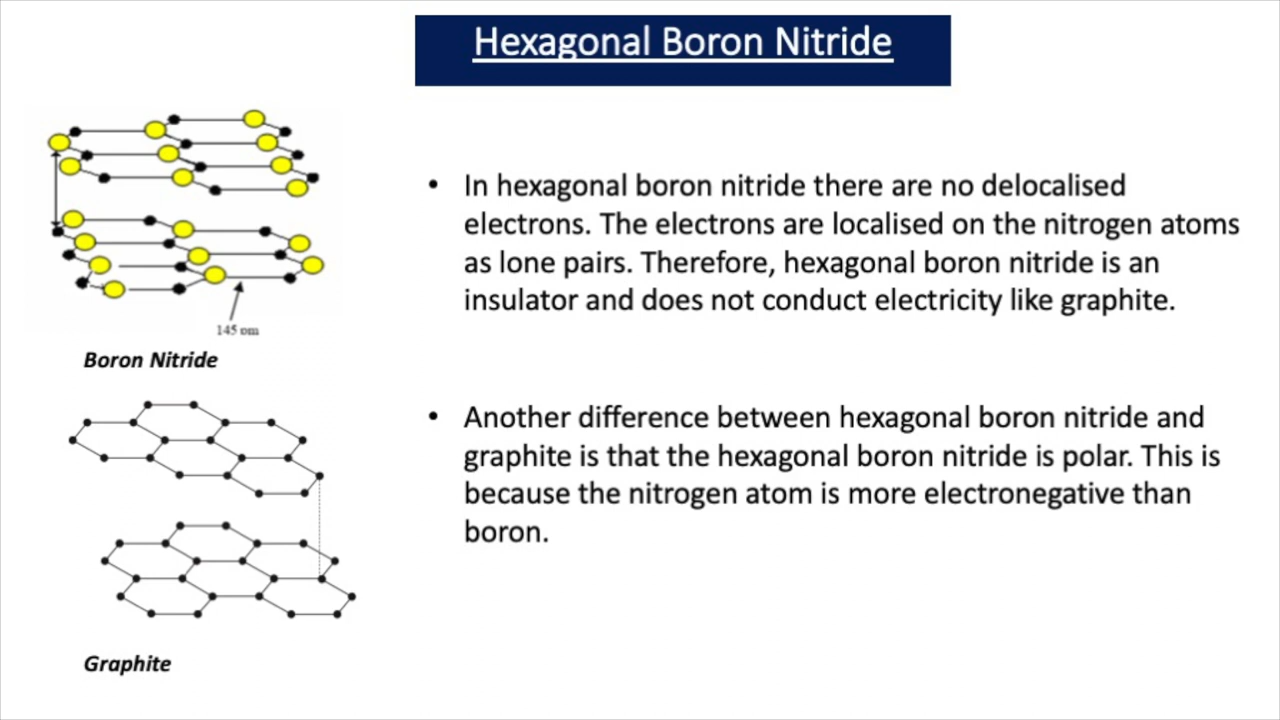 Hexagonal Boron Nitride
• In hexagonal boron nitride there are no delocalised
electrons. The electrons are localised on the nitrogen atoms
as lone pairs. Therefore, hexagonal boron nitride is an
insulator and does not conduct electricity like graphite.
145 pm
Boron Nitride
• Another difference between hexagonal boron nitride and
graphite is that the hexagonal boron nitride is polar. This is
because the nitrogen atom is more electronegative than
boron.
Graphite